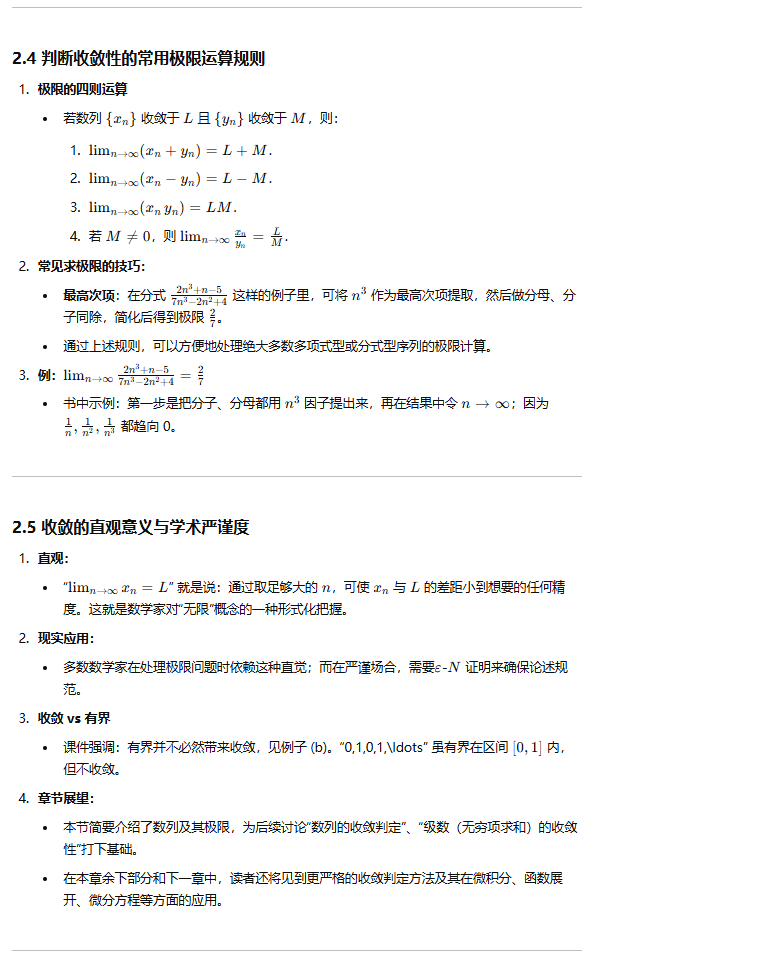 2.4 判断收敛性的常用极限运算规则
1. 极限的四则运算
• 若数列 {xₙ} 收敛于 L 且 {yₙ} 收敛于 M，则：
1. limₙ→∞(xₙ + yₙ) = L + M.
2. limₙ→∞(xₙ − yₙ) = L − M.
3. limₙ→∞(xₙ yₙ) = LM.
4. 若 M ≠ 0，则 limₙ→∞ xₙ/yₙ = L/M.
2. 常见求极限的技巧：
• 最高次项：在分式 (2n³+n−5)/(7n³−2n²+4) 这样的例子里，可将 n³ 作为最高次项提取，然后做分母、分
子同除，简化后得到极限 2/7。
• 通过上述规则，可以方便地处理绝大多数多项式型或分式型序列的极限计算。
3. 例：limₙ→∞ (2n³+n−5)/(7n³−2n²+4) = 2/7
• 书中示例：第一步是把分子、分母都用 n³ 因子提出来，再在结果中令 n → ∞；因为
1/n, 1/n², 1/n³ 都趋向 0。
2.5 收敛的直观意义与学术严谨度
1. 直观：
• “limₙ→∞ xₙ = L” 就是说：通过取足够大的 n，可使 xₙ 与 L 的差距小到想要的任何精
度。这就是数学家对“无限”概念的一种形式化把握。
2. 现实应用：
• 多数数学家在处理极限问题时依赖这种直觉；而在严谨场合，需要ε-N 证明来确保论述规
范。
3. 收敛 vs 有界
• 课件强调：有界并不必然带来收敛，见例子 (b)。“0,1,0,1,\ldots” 虽有界在区间 [0, 1] 内，
但不收敛。
4. 章节展望：
• 本节简要介绍了数列及其极限，为后续讨论“数列的收敛判定”、“级数（无穷项求和）的收敛
性”打下基础。
• 在本章余下部分和下一章中，读者还将见到更严格的收敛判定方法及其在微积分、函数展
开、微分方程等方面的应用。